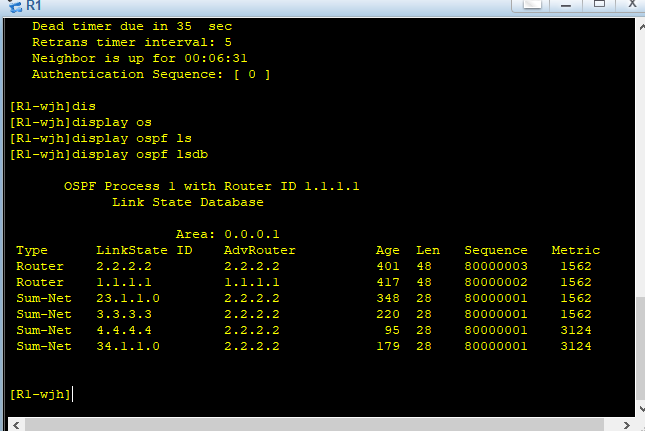 R1
Dead timer due in 35  sec
Retrans timer interval: 5
Neighbor is up for 00:06:31
Authentication Sequence: [ 0 ]
[R1-wjh]dis
[R1-wjh]display os
[R1-wjh]display ospf ls
[R1-wjh]display ospf lsdb
OSPF Process 1 with Router ID 1.1.1.1
Link State Database
Area: 0.0.0.1
Type      LinkState ID    AdvRouter          Age  Len   Sequence   Metric
Router    2.2.2.2         2.2.2.2            401  48    80000003    1562
Router    1.1.1.1         1.1.1.1            417  48    80000002    1562
Sum-Net   23.1.1.0        2.2.2.2            348  28    80000001    1562
Sum-Net   3.3.3.3         2.2.2.2            220  28    80000001    1562
Sum-Net   4.4.4.4         2.2.2.2             95  28    80000001    3124
Sum-Net   34.1.1.0        2.2.2.2            179  28    80000001    3124
[R1-wjh]